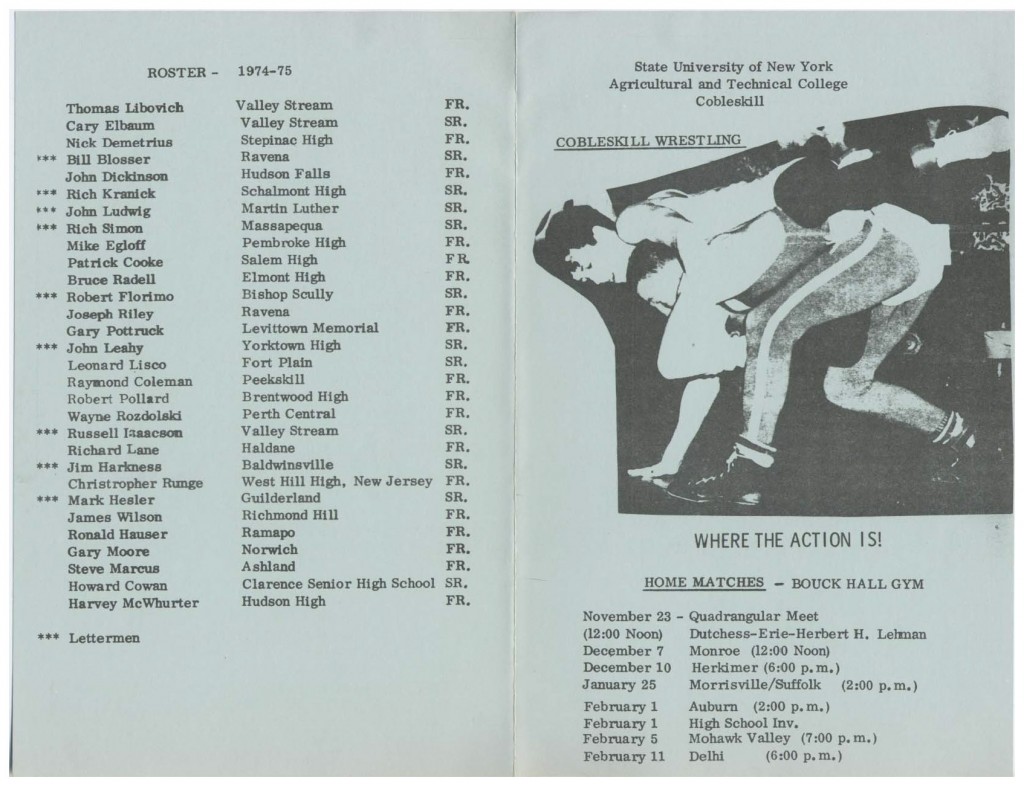 ROSTER - 1974-75
Thomas Libovich Valley Stream FR.
Cary Elbaum Valley Stream SR.
Nick Demetrius Stepinac High FR.
*** Bill Blosser Ravena SR.
John Dickinson Hudson Falls FR.
*** Rich Kranick Schalmont High SR.
*** John Ludwig Martin Luther SR.
*** Rich Simon Massapequa SR.
Mike Egloff Pembroke High FR.
Patrick Cooke Salem High FR
Bruce Radell Elmont High FR.
*** Robert Florimo Bishop Scully SR.
Joseph Riley Ravena FR.
Gary Pottruck Levittown Memorial FR.
*** John Leahy Yorktown High SR.
Leonard Lisco Fort Plain SR.
Raymond Coleman Peekskill FR.
Robert Pollard Brentwood High FR.
Wayne Rozdolski Perth Central FR.
*** Russell Isaacson Valley Stream SR.
Richard Lane Haldane FR.
*** Jim Harkness Baldwinsville SR.
Christopher Runge West Hill High, New Jersey FR.
*** Mark Hesler Guilderland SR.
James Wilson Richmond Hill FR.
Ronald Hauser Ramapo FR.
Gary Moore Norwich FR.
Steve Marcus Ashland FR.
Howard Cowan Clarence Senior High School SR.
Harvey McWhurter Hudson High FR.
*** Lettermen
State University of New York
Agricultural and Technical College
Cobleskill
COBLESKILL WRESTLING
WHERE THE ACTION IS!
HOME MATCHES - BOUCK HALL GYM
November 23 - Quadrangular Meet
(12:00 Noon) Dutchess-Erie-Herbert H. Lehman
December 7 Monroe (12:00 Noon)
December 10 Herkimer (6:00 p.m.)
January 25 Morrisville/Suffolk (2:00 p.m.)
February 1 Auburn (2:00 p.m.)
February 1 High School Inv.
February 5 Mohawk Valley (7:00 p.m.)
February 11 Delhi (6:00 p.m.)